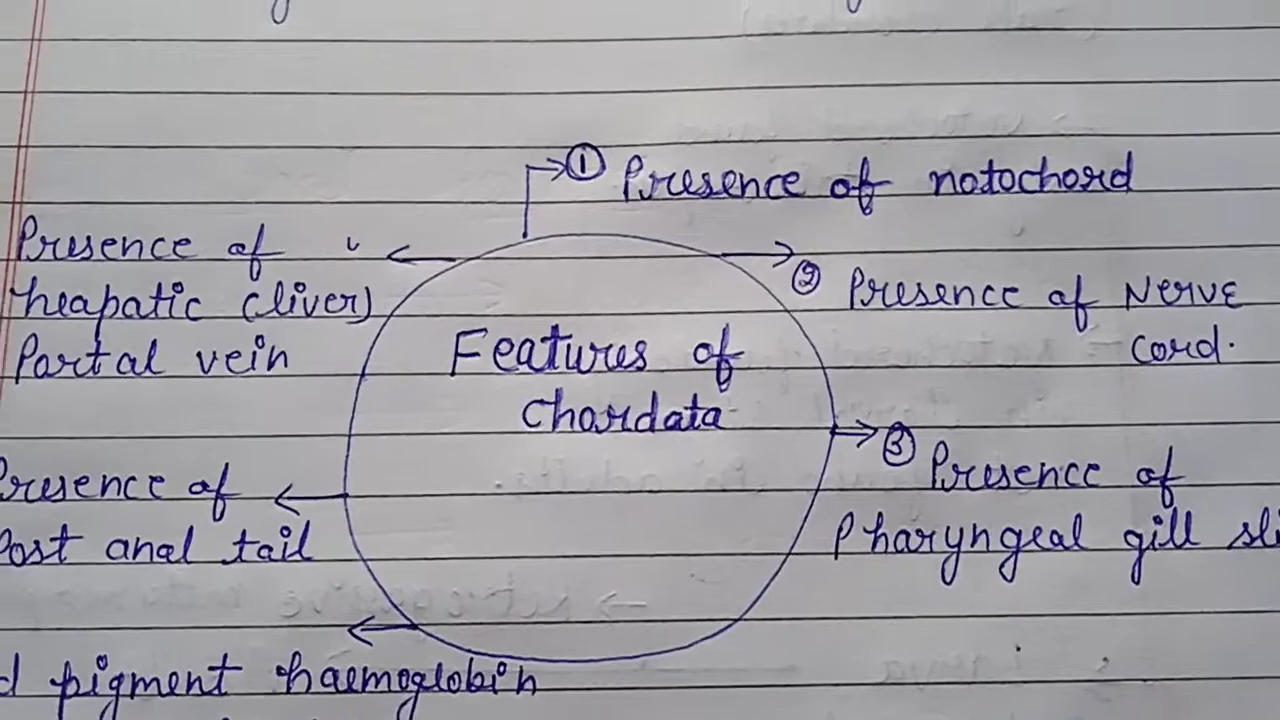 ① Presence of notochord
② Presence of Nerve
cord.
③ Presence of
Pharyngeal gill
Features of
Chordata
Presence of
heapatic (liver)
Portal vein
Presence of
Post anal tail
pigment haemoglobin